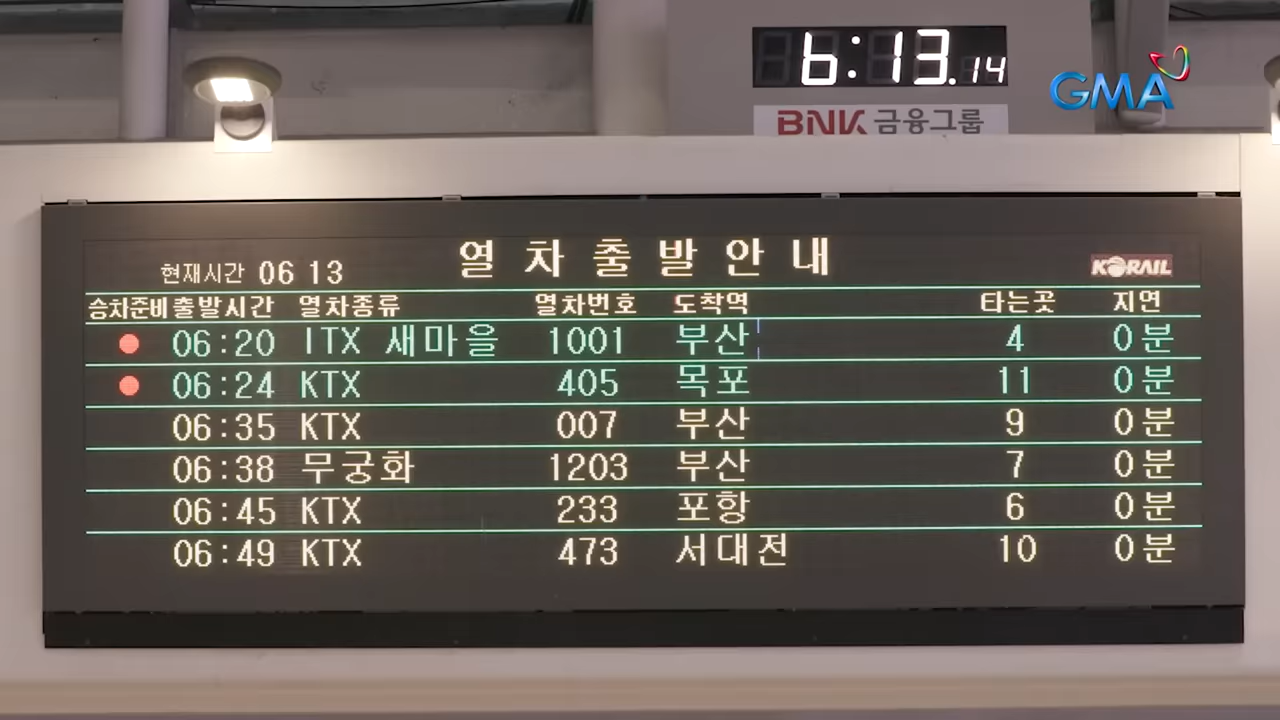 6:13.14
GMA
BNK 금융그룹
열차출발안내
현재시간 06 13
KORAIL
승차준비 출발시간 열차종류 열차번호 도착역 타는곳 지연
06:20 ITX 새마을 1001 부산 4 0분
06:24 KTX 405 목포 11 0분
06:35 KTX 007 부산 9 0분
06:38 무궁화 1203 부산 7 0분
06:45 KTX 233 포항 6 0분
06:49 KTX 473 서대전 10 0분